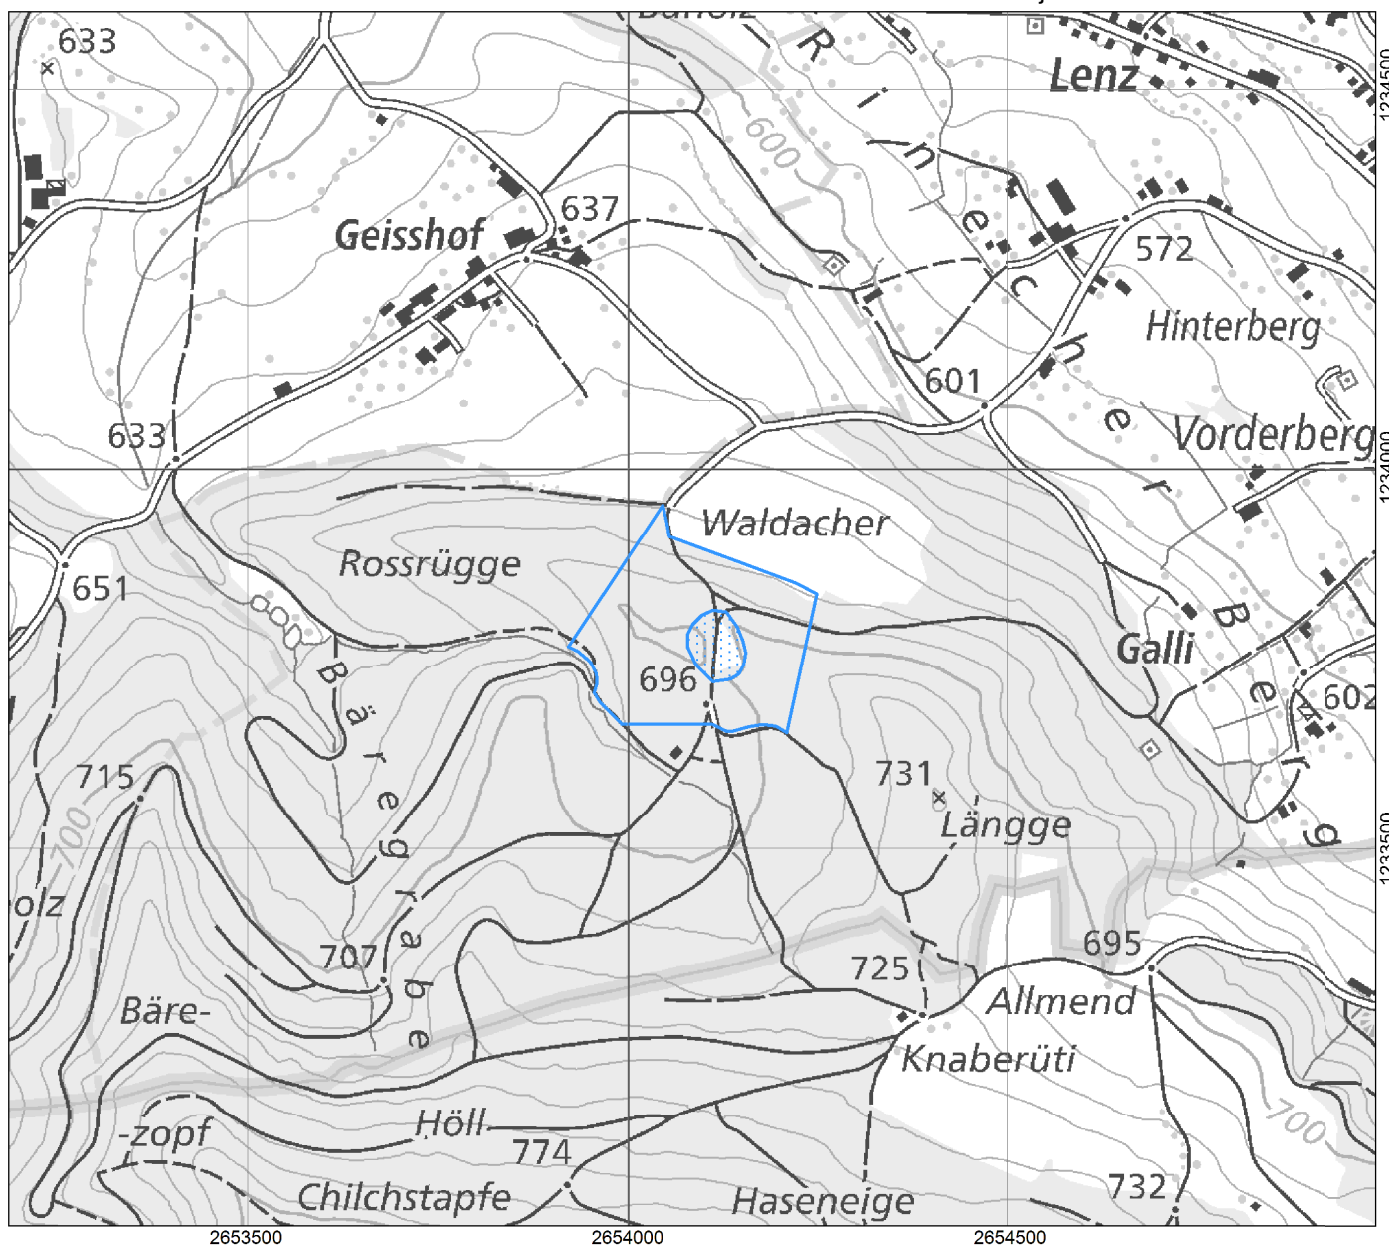 633
Lenz
1234500
600
Rinecher Berg
637
Geisshof
572
Hinterberg
601
633
Vorderberg
1234000
Waldacher
Rossrügge
651
Galli
696
602
Bäregrabe
715
731
700
Längge
1233500
olz
707
695
725
Bäre-
Allmend
Knaberüti
Höll
-zopf
700
774
732
Chilchstapfe
Haseneige
2653500
2654000
2654500